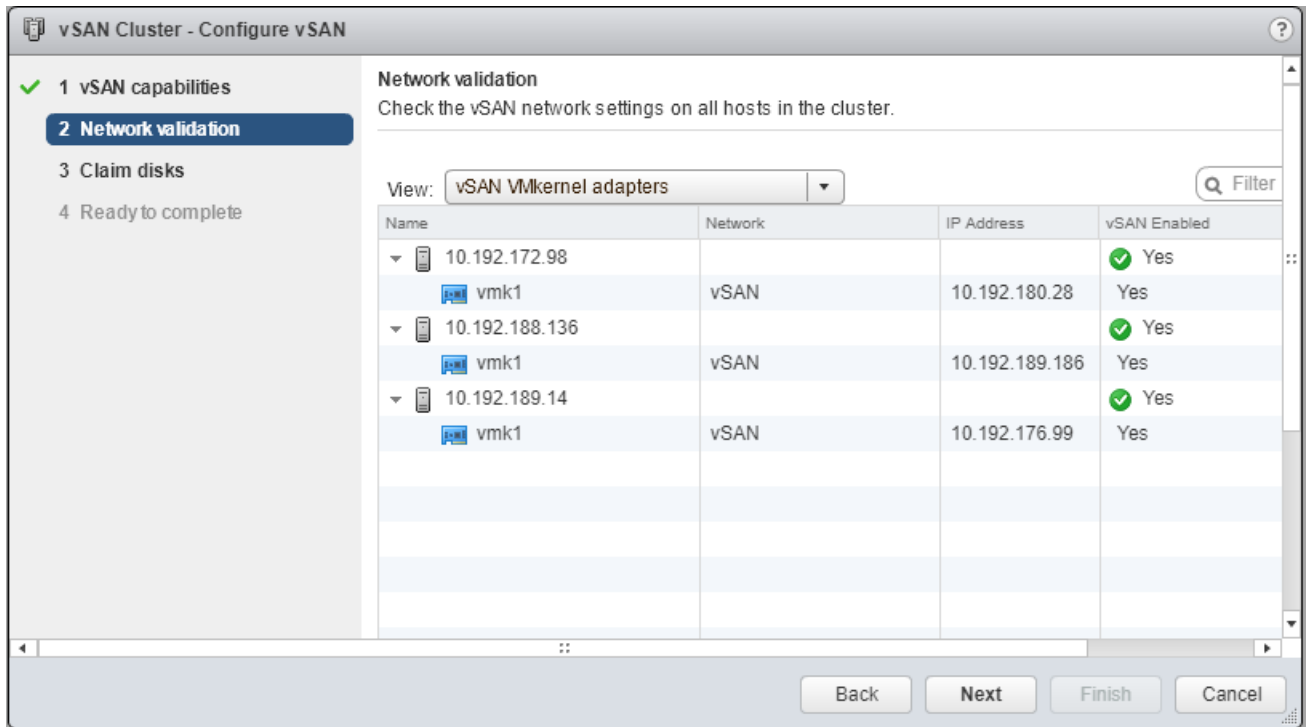 vSAN Cluster - Configure vSAN ?
1 vSAN capabilities
2 Network validation
3 Claim disks
4 Ready to complete
Network validation
Check the vSAN network settings on all hosts in the cluster.
View: vSAN VMkernel adapters Filter
Name Network IP Address vSAN Enabled
10.192.172.98 Yes
vmk1 vSAN 10.192.180.28 Yes
10.192.188.136 Yes
vmk1 vSAN 10.192.189.186 Yes
10.192.189.14 Yes
vmk1 vSAN 10.192.176.99 Yes
Back Next Finish Cancel